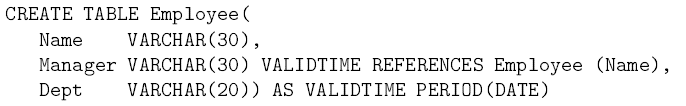 CREATE TABLE Employee(
Name VARCHAR(30),
Manager VARCHAR(30) VALIDTIME REFERENCES Employee (Name),
Dept VARCHAR(20)) AS VALIDTIME PERIOD(DATE)